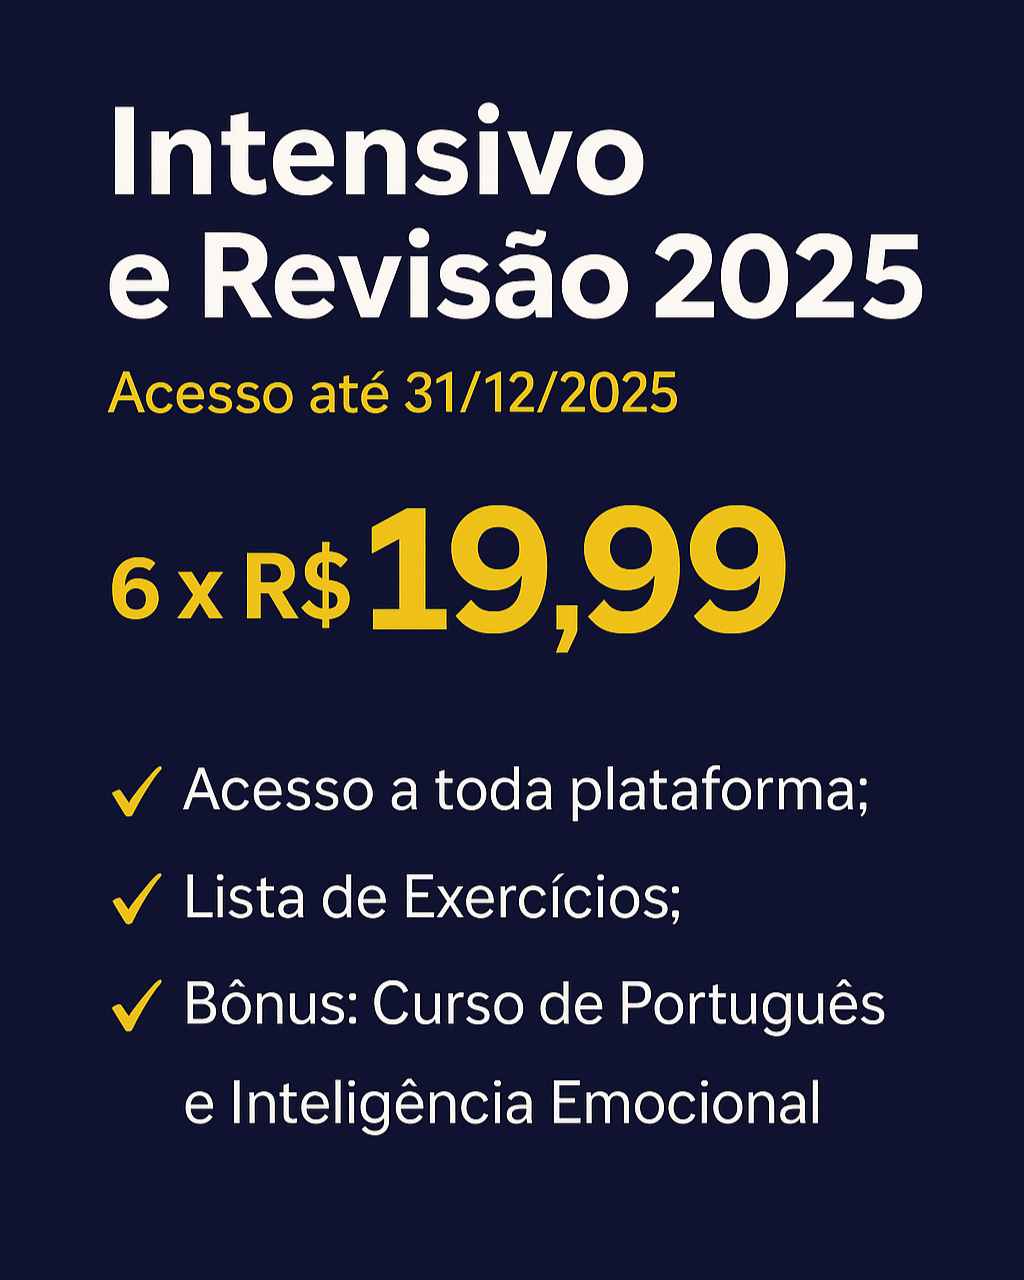 Intensivo
e Revisão 2025
Acesso até 31/12/2025
6 x R$ 19,99
✓ Acesso a toda plataforma;
✓ Lista de Exercícios;
✓ Bônus: Curso de Português
e Inteligência Emocional